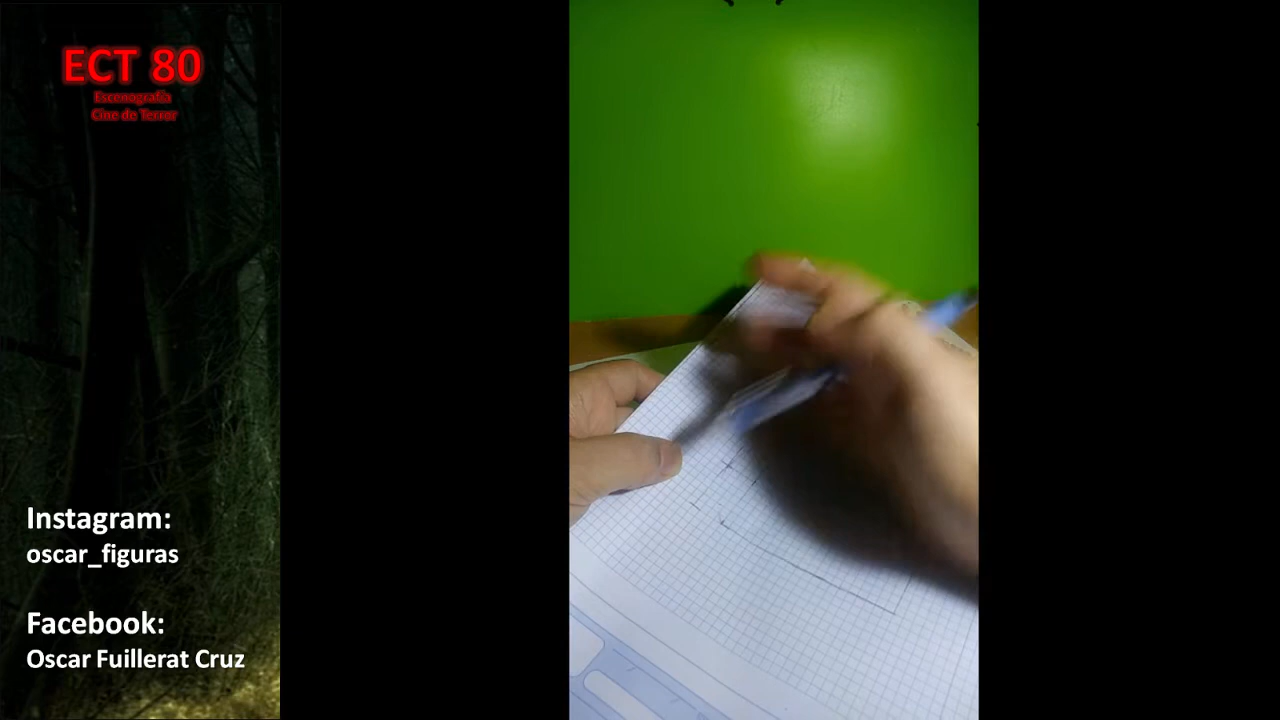 ECT 80
Escenografía
Cine de Terror
Instagram:
oscar_figuras
Facebook:
Oscar Fuillerat Cruz